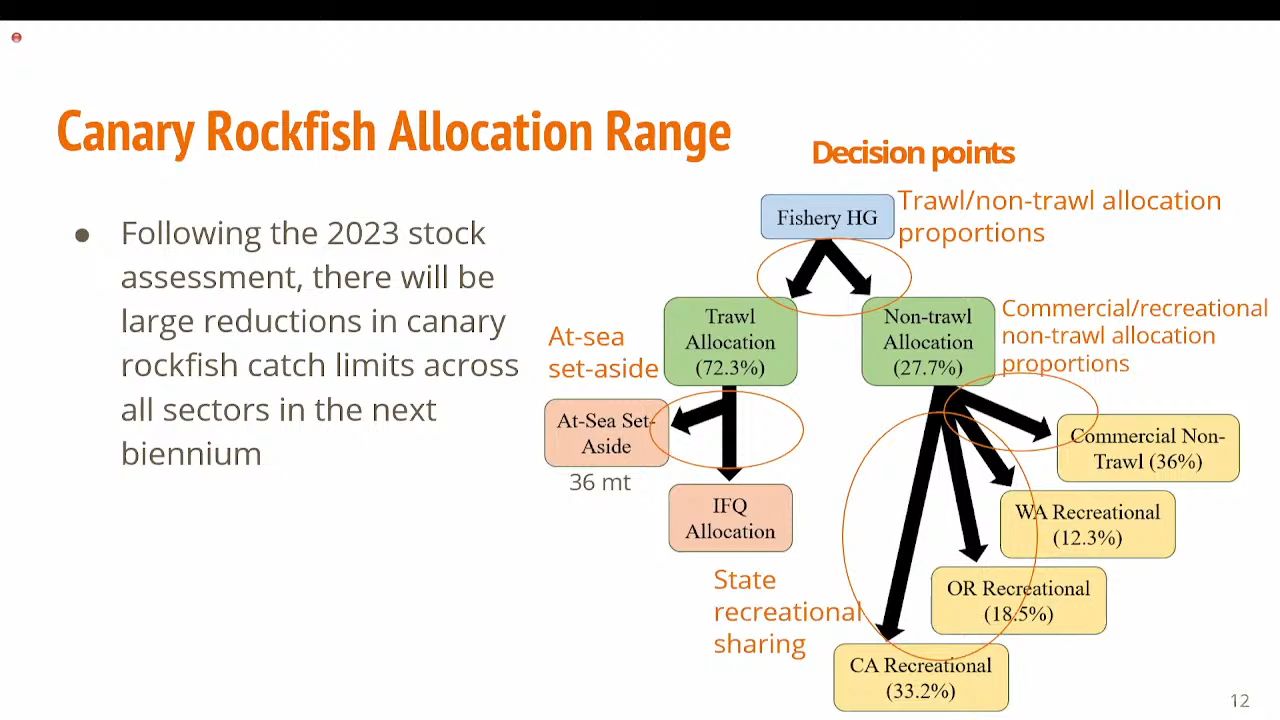 Canary Rockfish Allocation Range
● Following the 2023 stock
assessment, there will be
large reductions in canary
rockfish catch limits across
all sectors in the next
biennium
Decision points
Fishery HG
Trawl/non-trawl allocation
proportions
Trawl
Allocation
(72.3%)
Non-trawl
Allocation
(27.7%)
Commercial/recreational
non-trawl allocation
proportions
At-sea
set-aside
At-Sea Set-
Aside
36 mt
IFQ
Allocation
Commercial Non-
Trawl (36%)
WA Recreational
(12.3%)
OR Recreational
(18.5%)
State
recreational
sharing
CA Recreational
(33.2%)
12